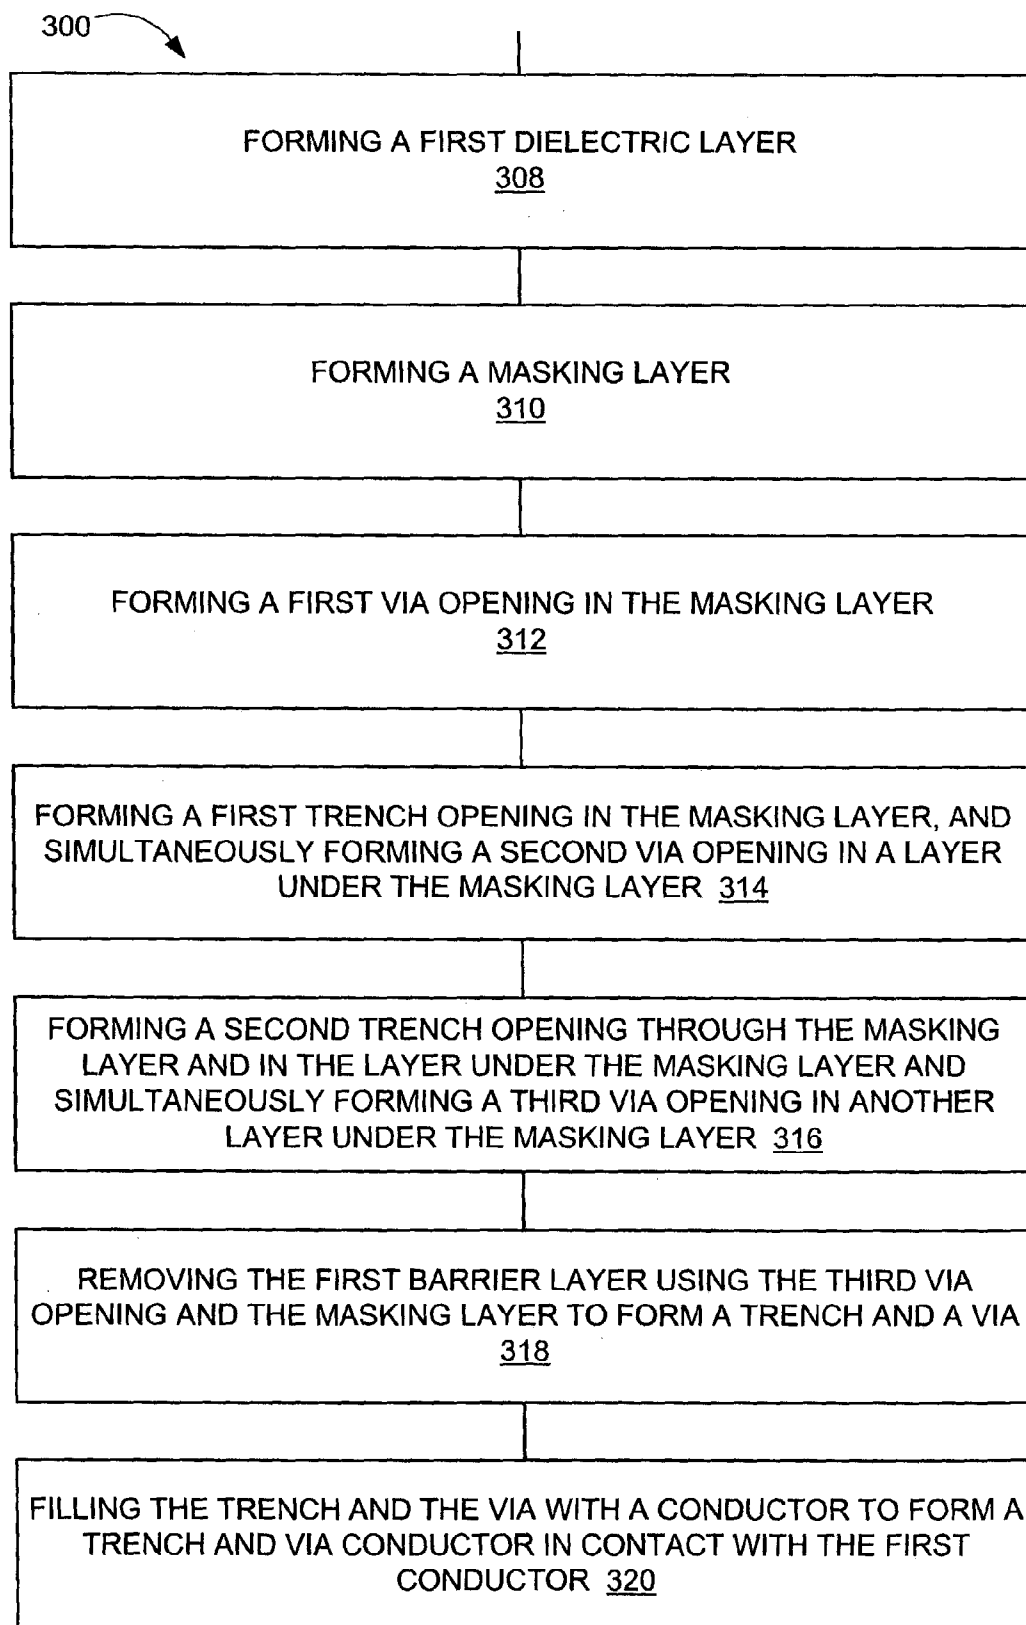 300
FORMING A FIRST DIELECTRIC LAYER
308
FORMING A MASKING LAYER
310
FORMING A FIRST VIA OPENING IN THE MASKING LAYER
312
FORMING A FIRST TRENCH OPENING IN THE MASKING LAYER, AND
SIMULTANEOUSLY FORMING A SECOND VIA OPENING IN A LAYER
UNDER THE MASKING LAYER 314
FORMING A SECOND TRENCH OPENING THROUGH THE MASKING
LAYER AND IN THE LAYER UNDER THE MASKING LAYER AND
SIMULTANEOUSLY FORMING A THIRD VIA OPENING IN ANOTHER
LAYER UNDER THE MASKING LAYER 316
REMOVING THE FIRST BARRIER LAYER USING THE THIRD VIA
OPENING AND THE MASKING LAYER TO FORM A TRENCH AND A VIA
318
FILLING THE TRENCH AND THE VIA WITH A CONDUCTOR TO FORM A
TRENCH AND VIA CONDUCTOR IN CONTACT WITH THE FIRST
CONDUCTOR 320